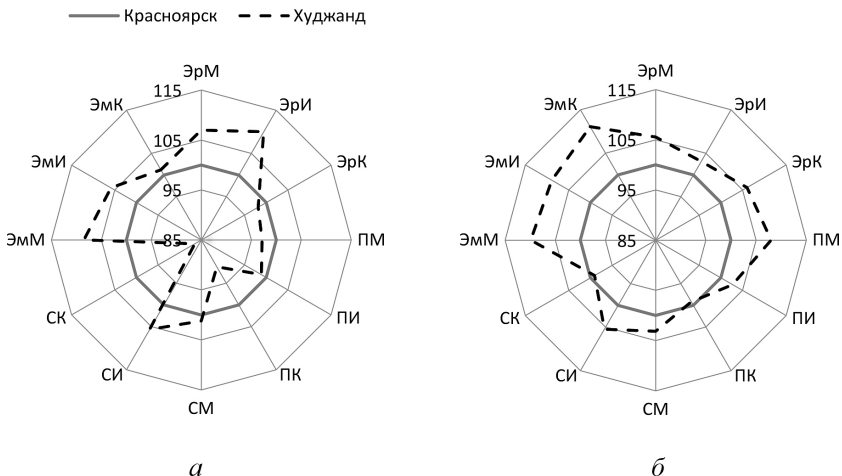 Красноярск Худжанд
ЭрМ ЭрМ
115 115
ЭмК ЭрИ ЭмК ЭрИ
105 105
ЭмИ ЭрК ЭмИ ЭрК
95 95
ЭмМ 85 ПМ ЭмМ 85 ПМ
СК ПИ СК ПИ
СИ ПК СИ ПК
СМ СМ
а б